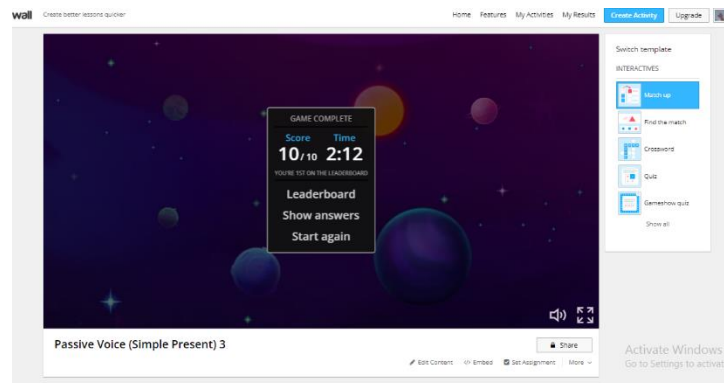 wall Create better lessons quicker Home Features My Activities My Results Create Activity Upgrade
Switch template
INTERACTIVES
Match up
Find the match
Crossword
Quiz
Gameshow quiz
Show all
GAME COMPLETE
Score Time
10/10 2:12
YOU'RE 1ST ON THE LEADERBOARD
Leaderboard
Show answers
Start again
Passive Voice (Simple Present) 3
Share
Edit Content Embed Set Assignment More
Activate Windows
Go to Settings to activat